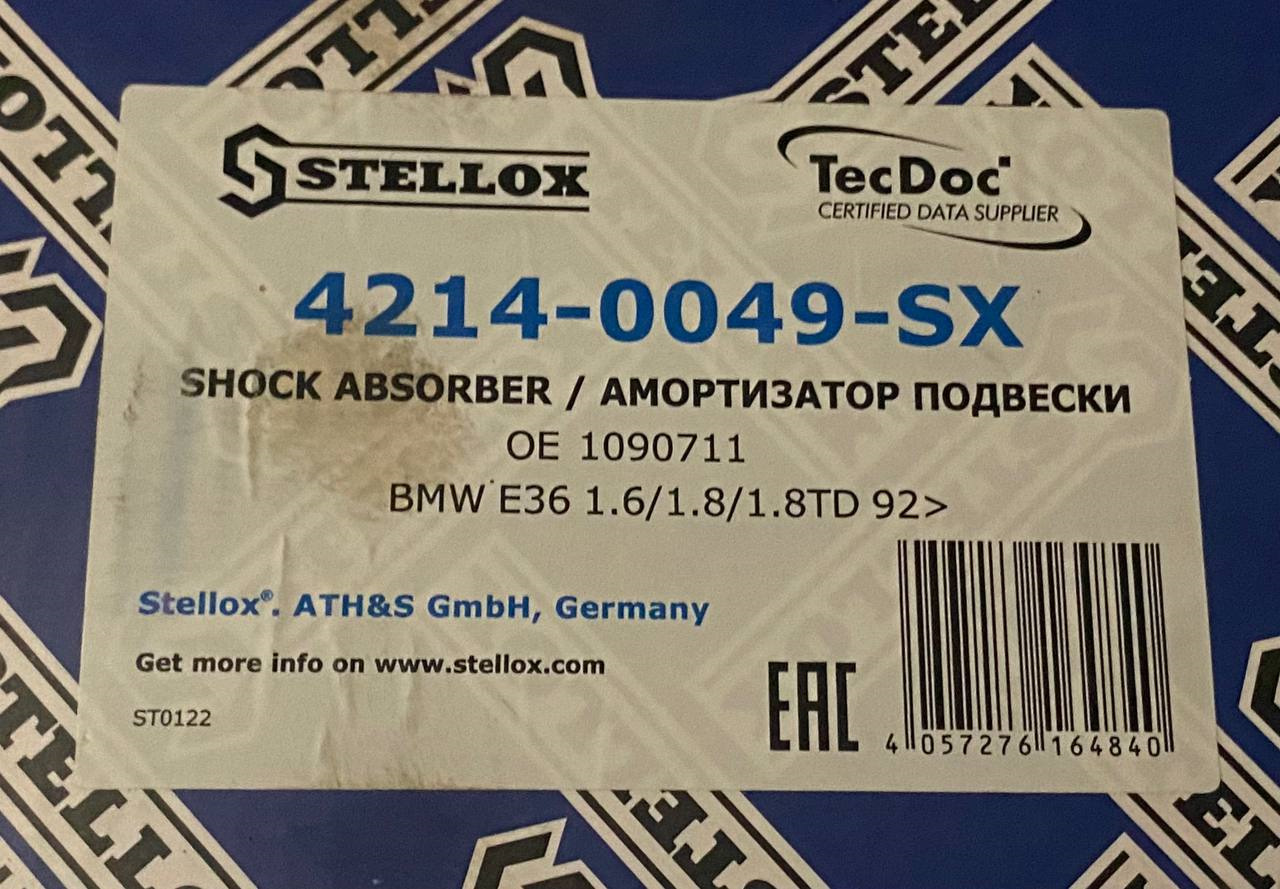 STELLOX
TecDoc
CERTIFIED DATA SUPPLIER
4214-0049-SX
SHOCK ABSORBER / АМОРТИЗАТОР ПОДВЕСКИ
OE 1090711
BMW E36 1.6/1.8/1.8TD 92>
Stellox®. ATH&S GmbH, Germany
Get more info on www.stellox.com
ST0122
EAC
4 057276 164840